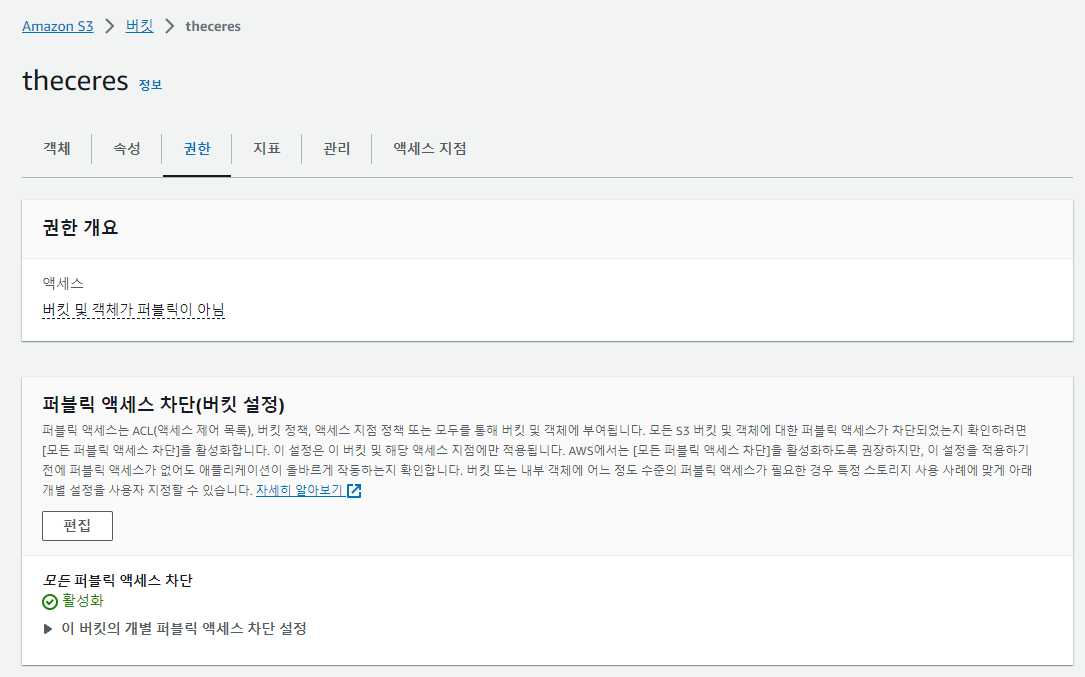 Amazon S3 > 버킷 > theceres
theceres 정보
객체 속성 권한 지표 관리 액세스 지점
권한 개요
액세스
버킷 및 객체가 퍼블릭이 아님
퍼블릭 액세스 차단(버킷 설정)
퍼블릭 액세스는 ACL(액세스 제어 목록), 버킷 정책, 액세스 지점 정책 또는 모두를 통해 버킷 및 객체에 부여됩니다. 모든 S3 버킷 및 객체에 대한 퍼블릭 액세스가 차단되었는지 확인하려면
[모든 퍼블릭 액세스 차단]을 활성화합니다. 이 설정은 이 버킷 및 해당 액세스 지점에만 적용됩니다. AWS에서는 [모든 퍼블릭 액세스 차단]을 활성화하도록 권장하지만, 이 설정을 적용하기
전에 퍼블릭 액세스가 없어도 애플리케이션이 올바르게 작동하는지 확인합니다. 버킷 또는 내부 객체에 어느 정도 수준의 퍼블릭 액세스가 필요한 경우 특정 스토리지 사용 사례에 맞게 아래
개별 설정을 사용자 지정할 수 있습니다. 자세히 알아보기
편집
모든 퍼블릭 액세스 차단
활성화
이 버킷의 개별 퍼블릭 액세스 차단 설정